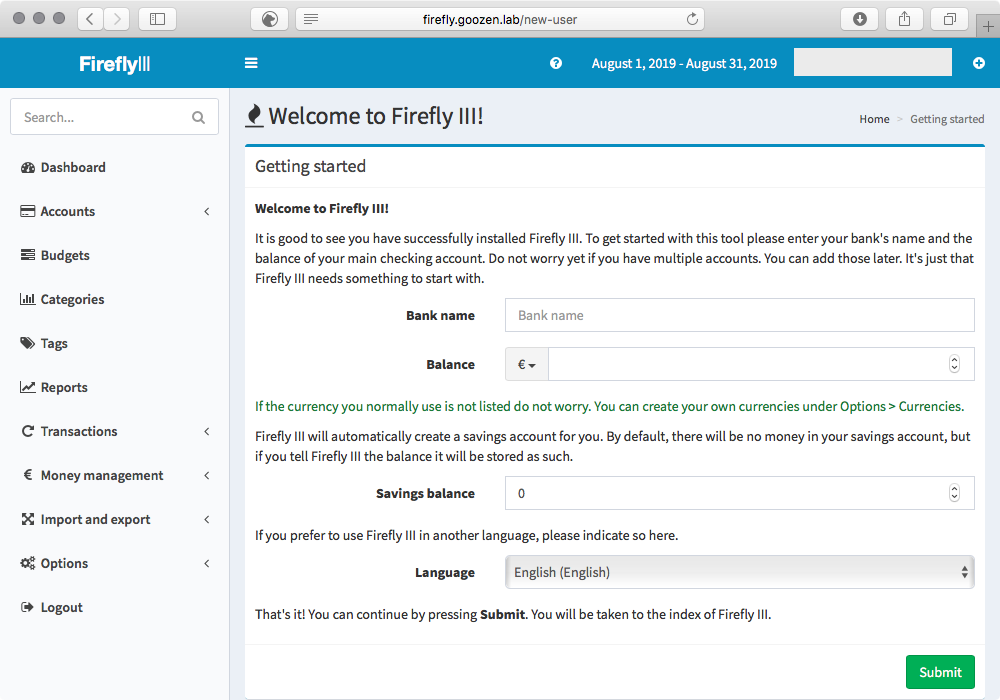 firefly.goozen.lab/new-user
FireflyIII
August 1, 2019 - August 31, 2019
Search...
Dashboard
Accounts
Budgets
Categories
Tags
Reports
Transactions
€ Money management
Import and export
Options
Logout
Welcome to Firefly III!
Home > Getting started
Getting started
Welcome to Firefly III!
It is good to see you have successfully installed Firefly III. To get started with this tool please enter your bank's name and the
balance of your main checking account. Do not worry yet if you have multiple accounts. You can add those later. It's just that
Firefly III needs something to start with.
Bank name Bank name
Balance €
If the currency you normally use is not listed do not worry. You can create your own currencies under Options > Currencies.
Firefly III will automatically create a savings account for you. By default, there will be no money in your savings account, but
if you tell Firefly III the balance it will be stored as such.
Savings balance 0
If you prefer to use Firefly III in another language, please indicate so here.
Language English (English)
That's it! You can continue by pressing Submit. You will be taken to the index of Firefly III.
Submit